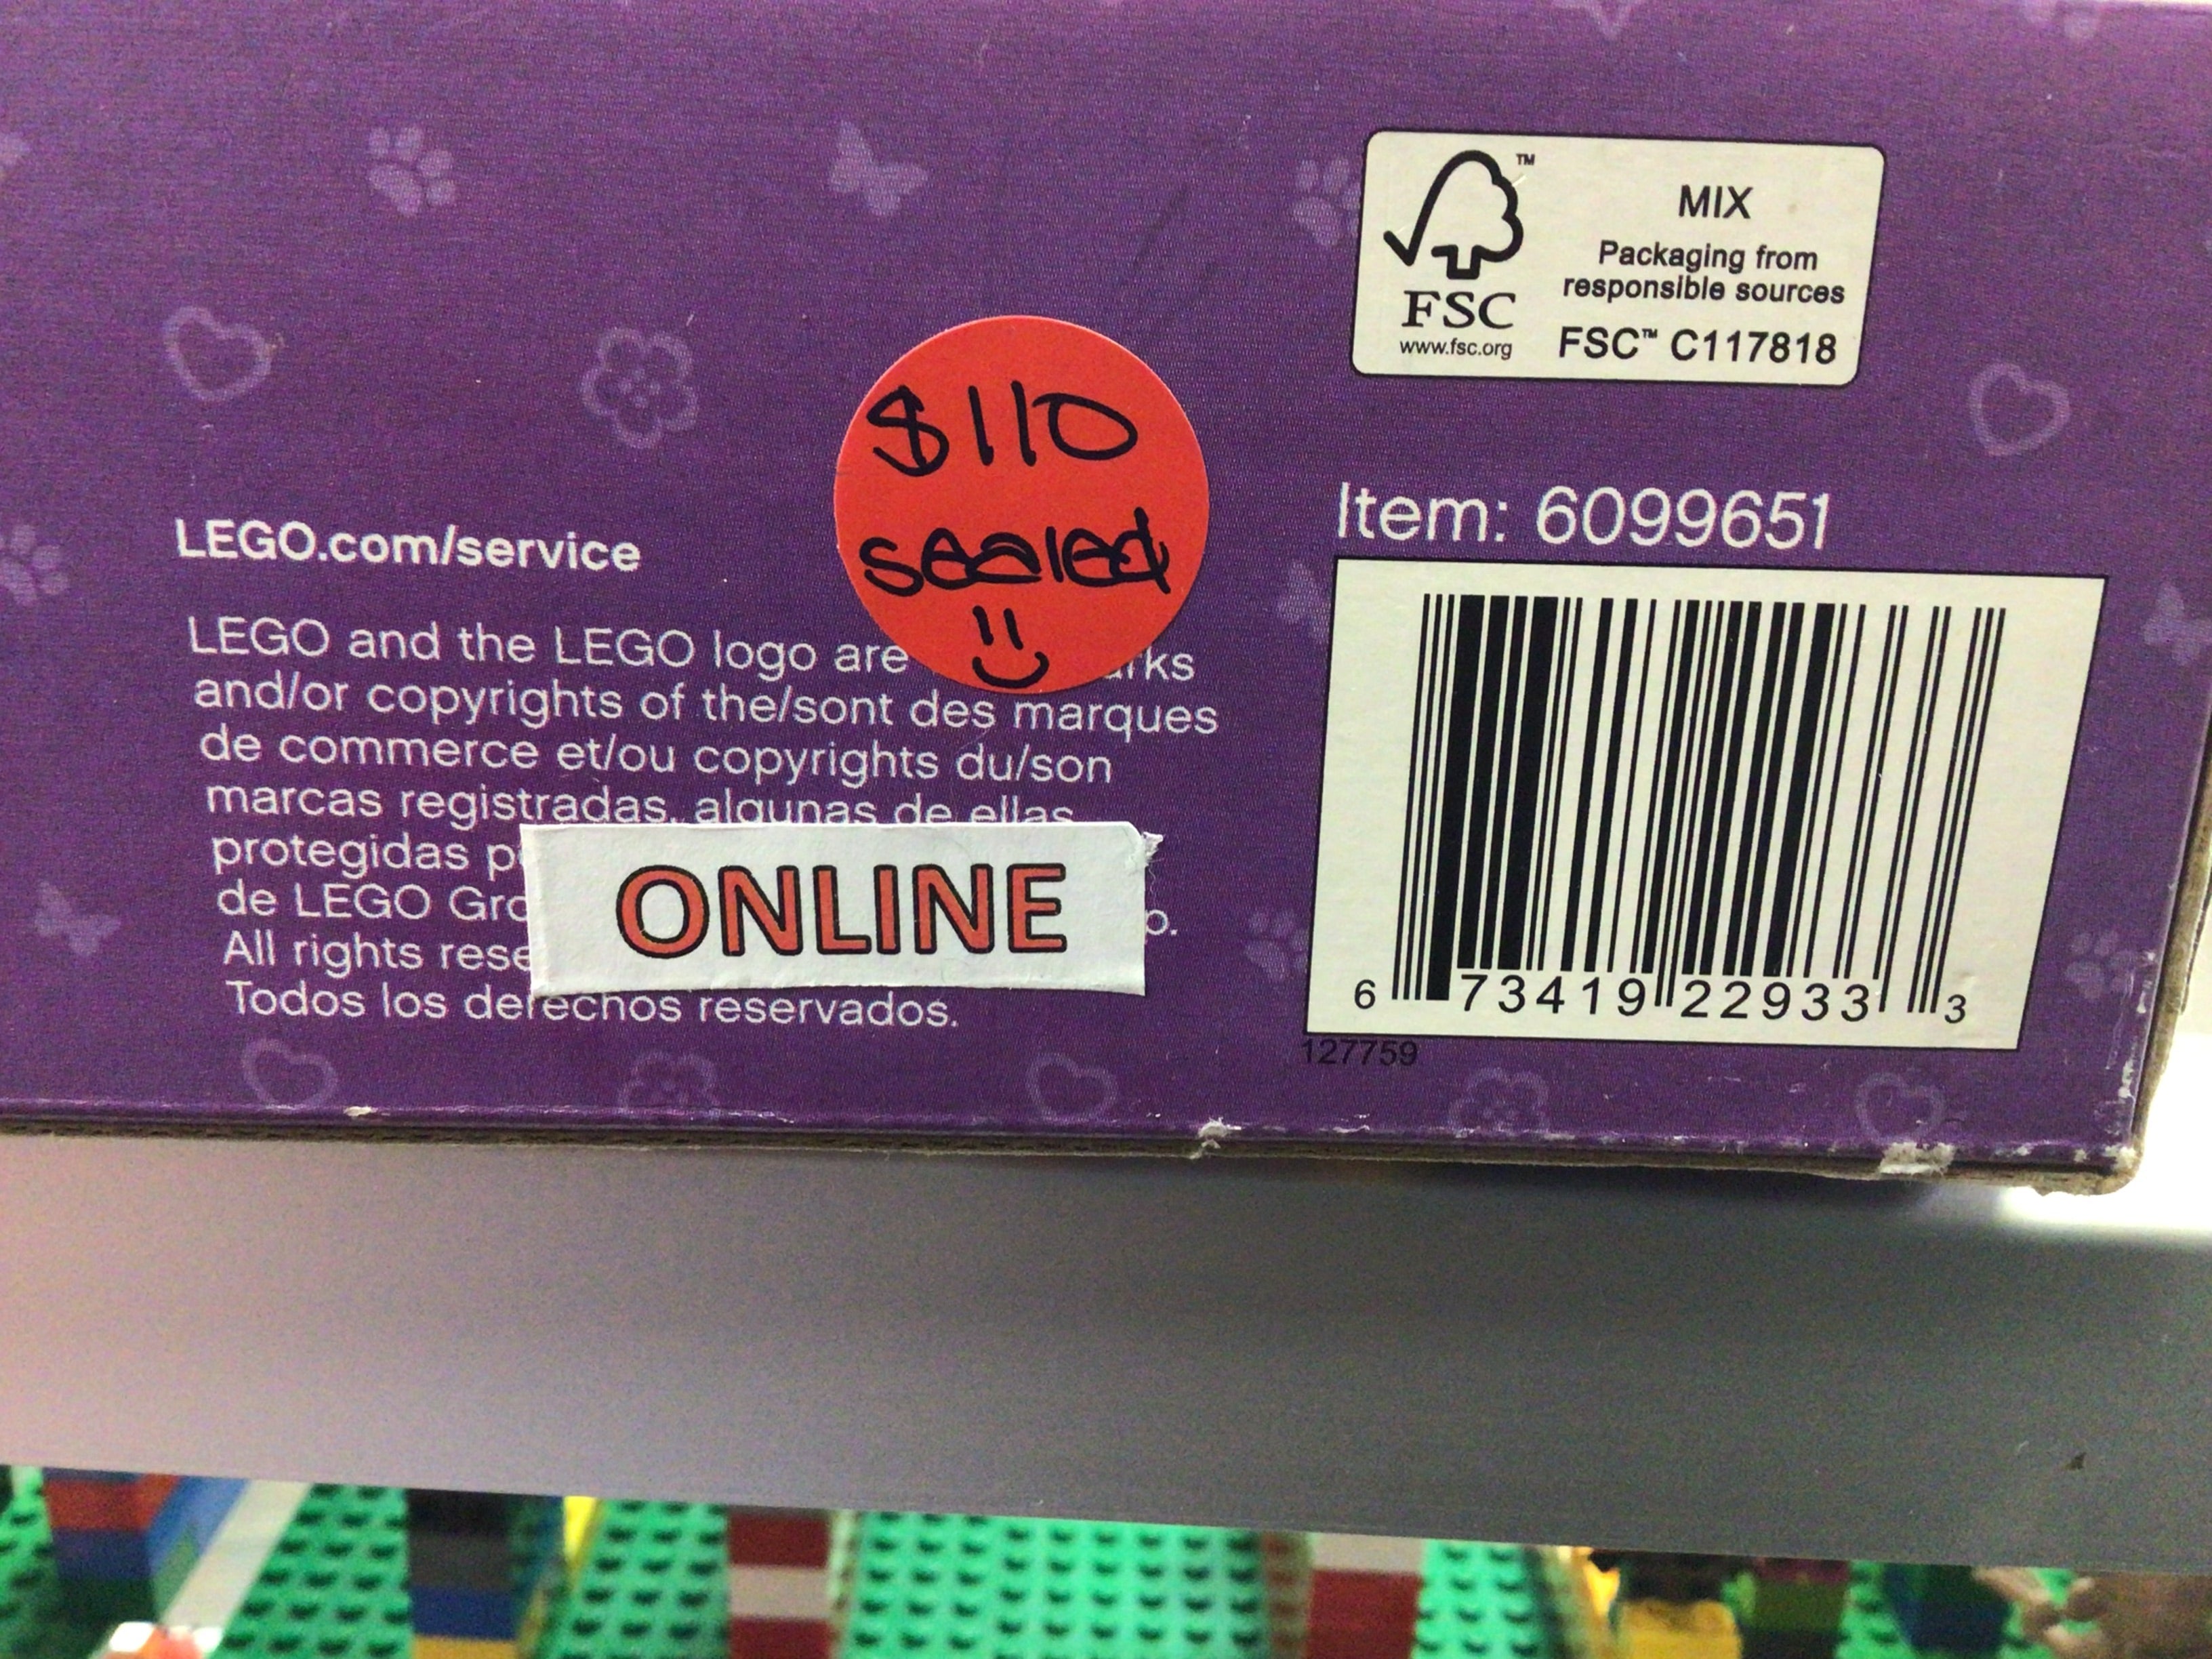 ™
MIX
Packaging from
responsible sources
FSC
www.fsc.org
FSC™ C117818
$110
sealed
Item: 6099651
LEGO.com/service
LEGO and the LEGO logo are
and/or copyrights of the/sont des marques
de commerce et/ou copyrights du/son
marcas registradas, algunas de ellas
protegidas
de LEGO
All rights
Todos los derechos reservados.
ONLINE
6 73419 22933 3
127759